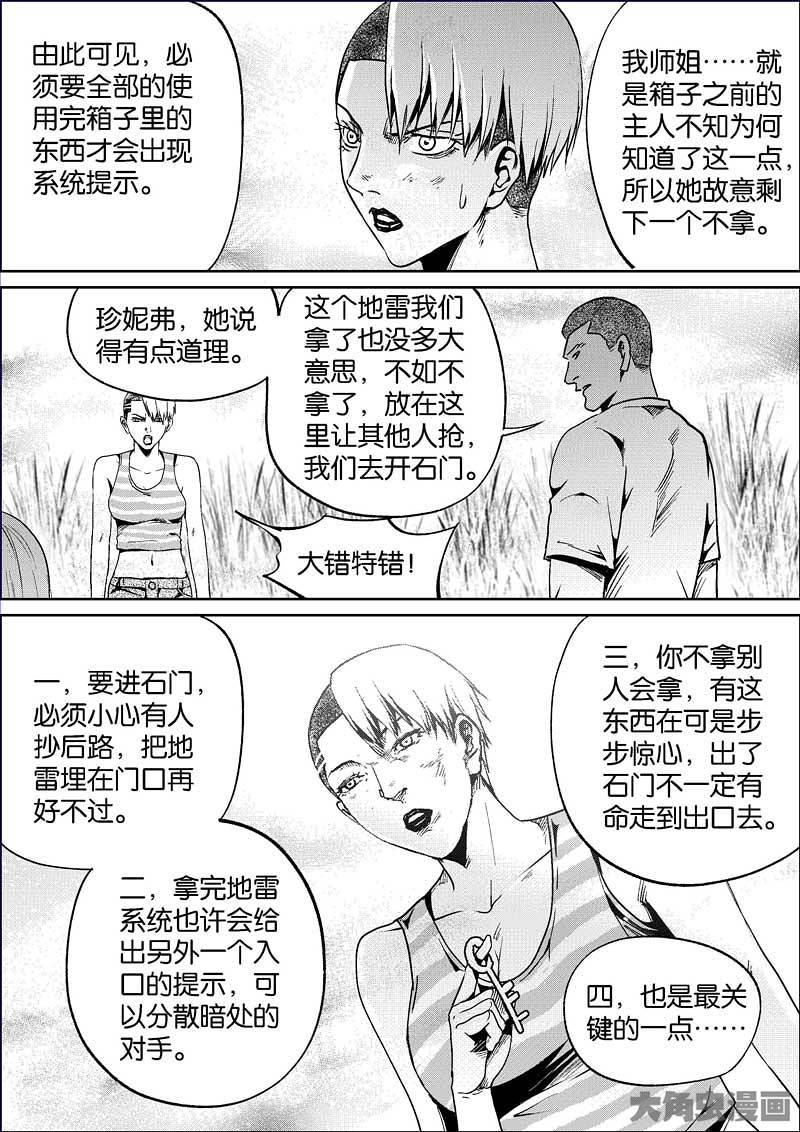 由此可见，必
须要全部的使
用完箱子里的
东西才会出现
系统提示。
我师姐……就
是箱子之前的
主人不知为何
知道了这一点，
所以她故意剩
下一个不拿。
珍妮弗，她说
得有点道理。
这个地雷我们
拿了也没多大
意思，不如不
拿了，放在这
里让其他人抢，
我们去开石门。
大错特错！
一，要进石门，
必须小心有人
抄后路，把地
雷埋在门口再
好不过。
二，拿完地雷
系统也许会给
出另外一个入
口的提示，可
以分散暗处的
对手。
三，你不拿别
人会拿，有这
东西在可是步
步惊心，出了
石门不一定有
命走到出口去。
四，也是最关
键的一点……
大角虫漫画